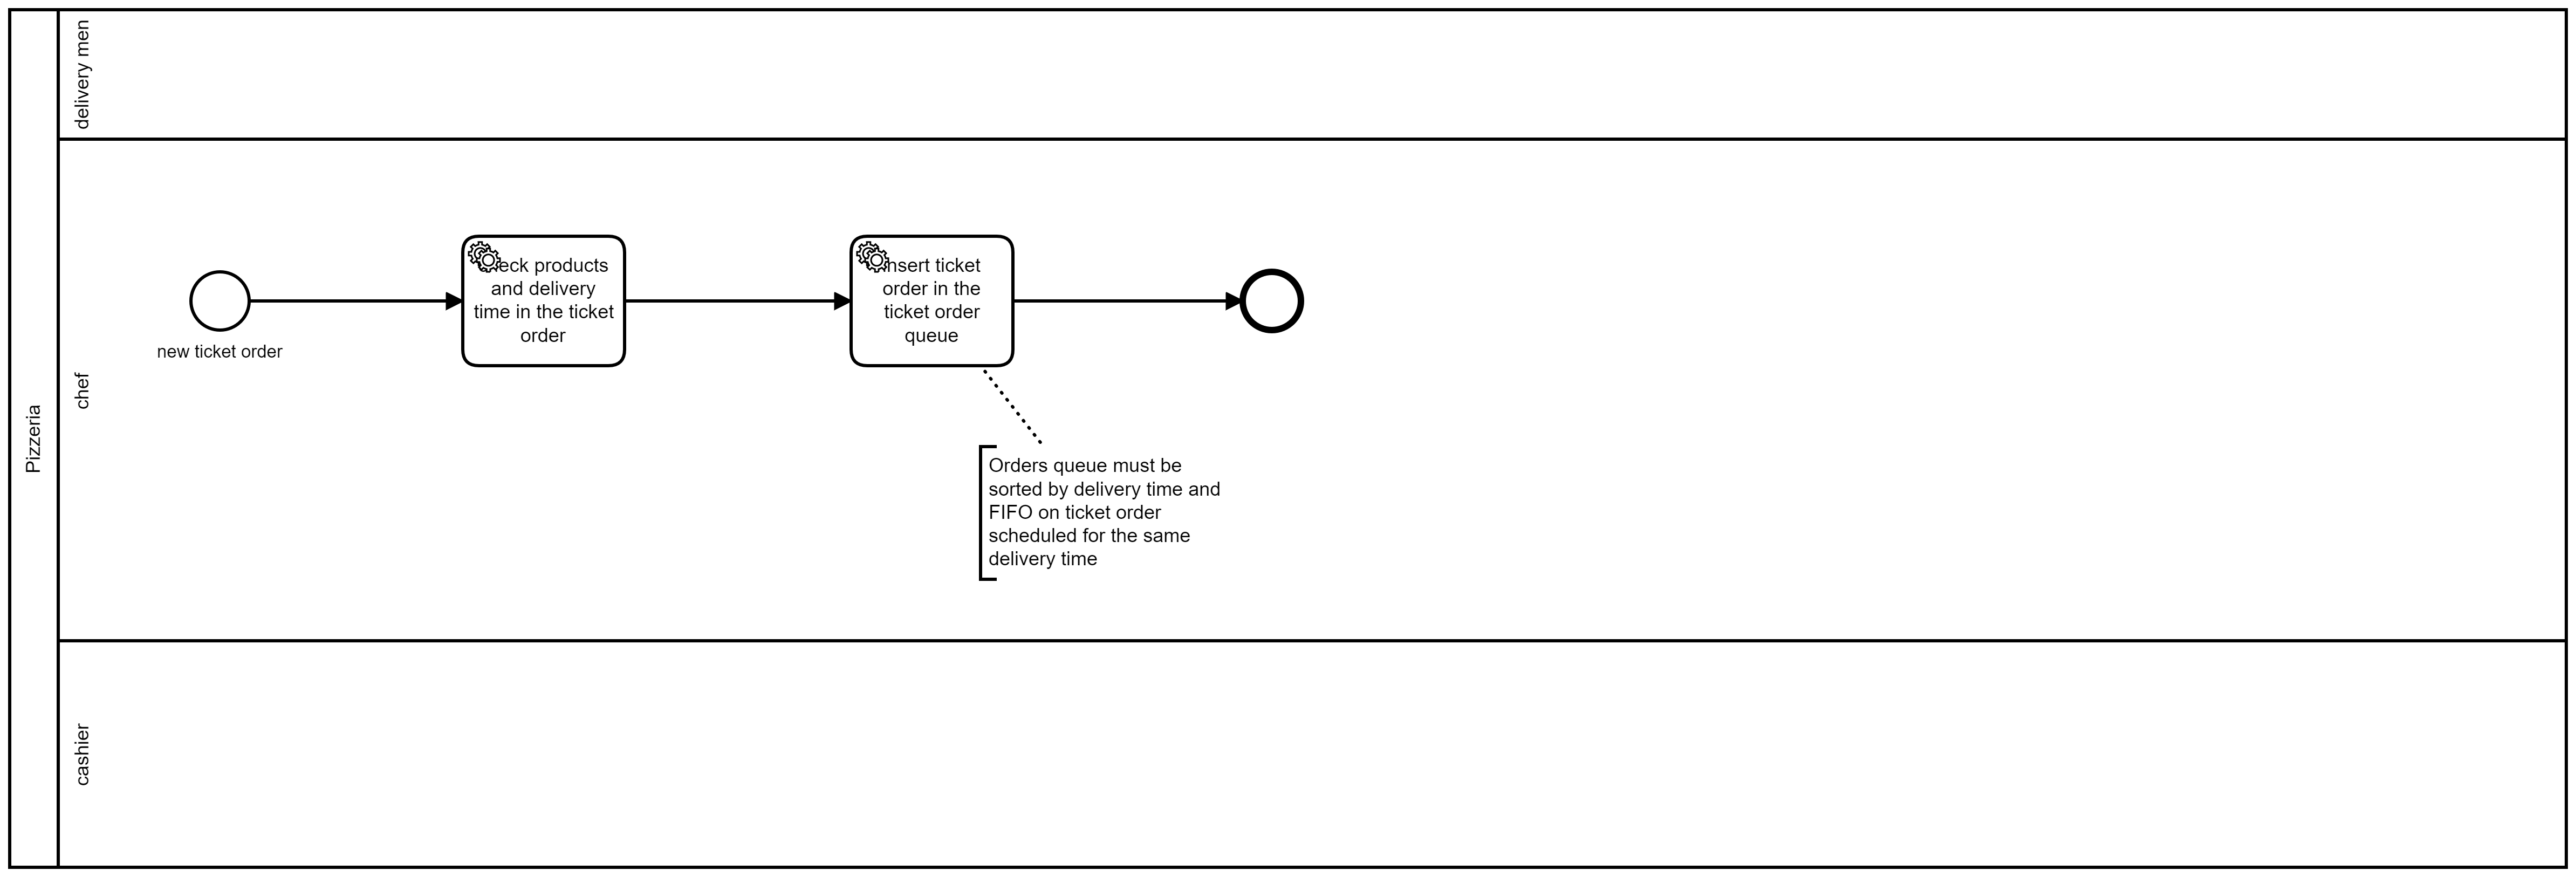 Pizzeria
delivery men
chef
cashier
new ticket order
eck products
and delivery
time in the ticket
order
nsert ticket
order in the
ticket order
queue
Orders queue must be
sorted by delivery time and
FIFO on ticket order
scheduled for the same
delivery time